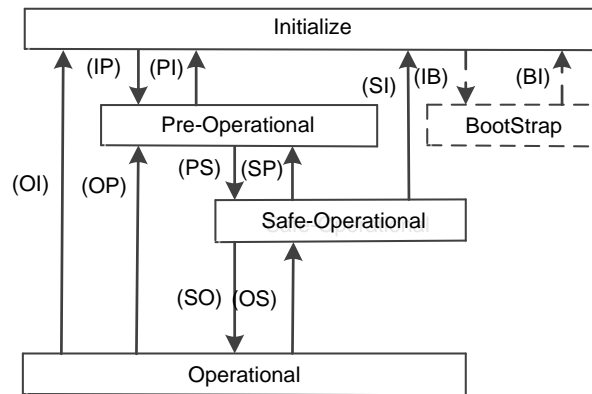 Initialize
(IP) (PI) (SI) (IB) (BI)
Pre-Operational BootStrap
(OI) (OP) (PS) (SP)
Safe-Operational
(SO) (OS)
Operational